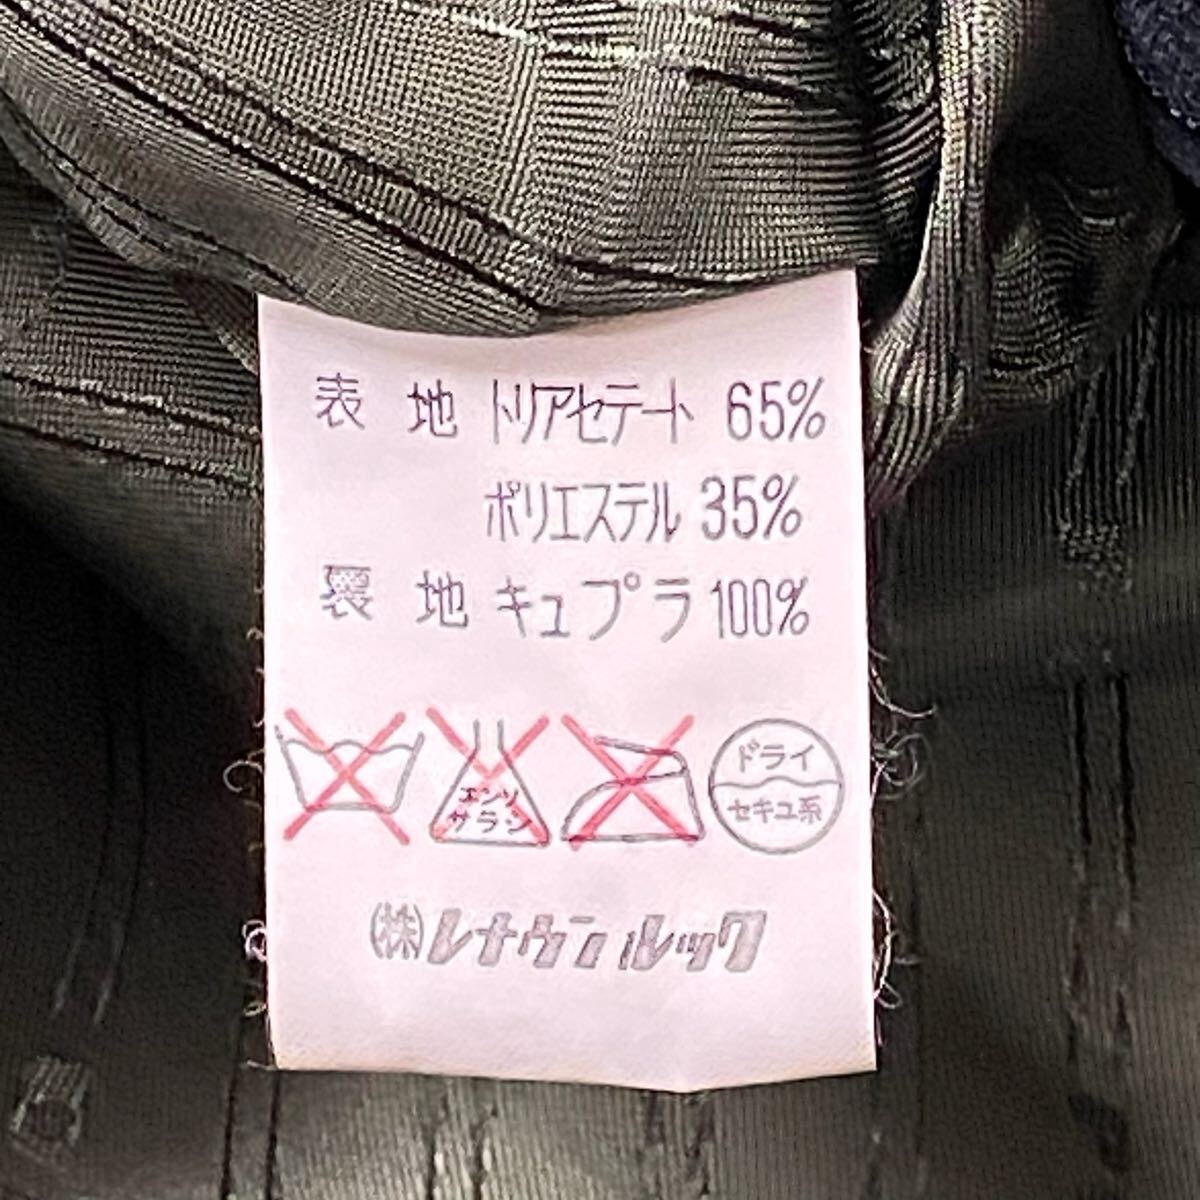 表地 トリアセテート 65%
ポリエステル 35%
裏地 キュプラ 100%
エンソ
サラシ
ドライ
セキユ系
(株)レナウンルック